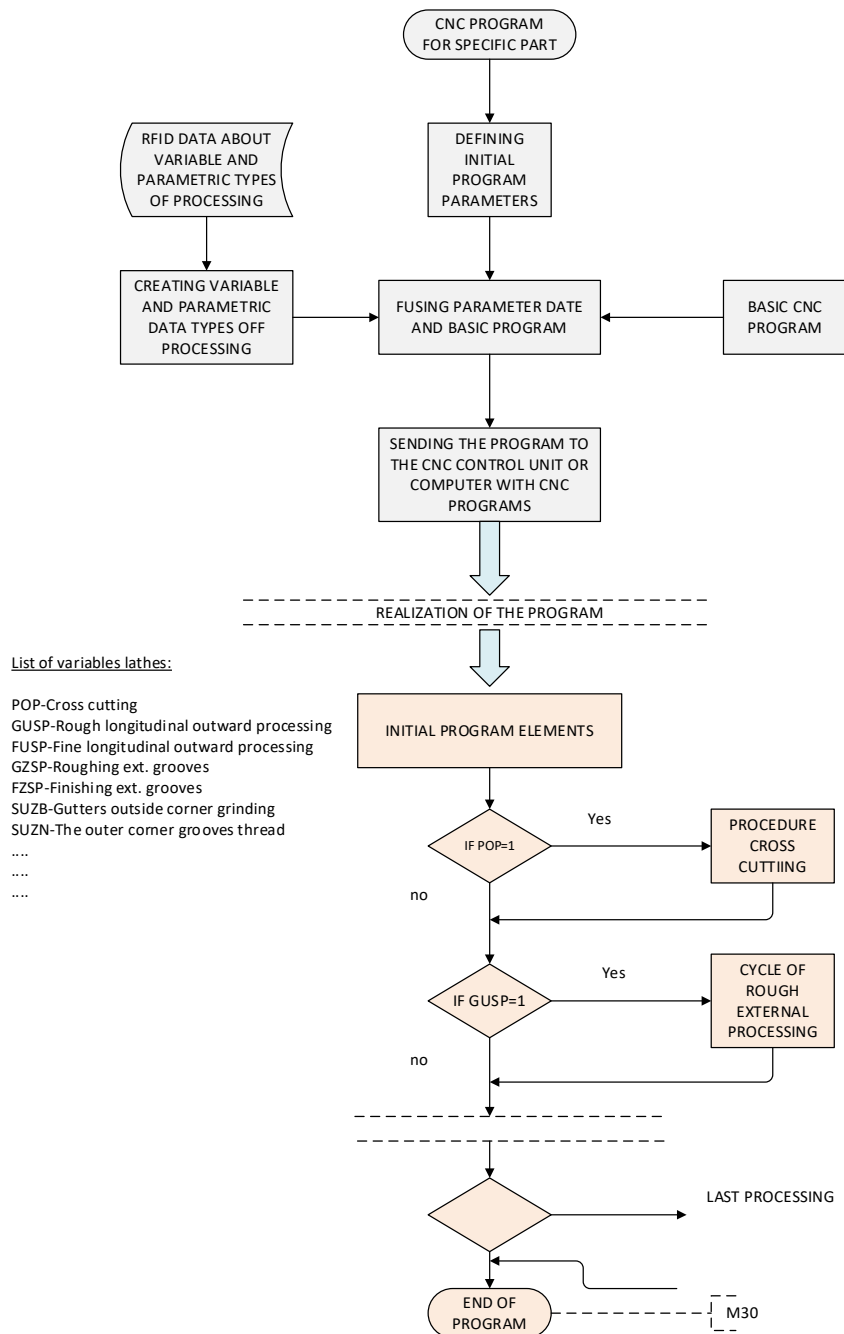 CNC PROGRAM
FOR SPECIFIC PART
RFID DATA ABOUT
VARIABLE AND
PARAMETRIC TYPES
OF PROCESSING
DEFINING
INITIAL
PROGRAM
PARAMETERS
CREATING VARIABLE
AND PARAMETRIC
DATA TYPES OFF
PROCESSING
FUSING PARAMETER DATE
AND BASIC PROGRAM
BASIC CNC
PROGRAM
SENDING THE PROGRAM TO
THE CNC CONTROL UNIT OR
COMPUTER WITH CNC
PROGRAMS
REALIZATION OF THE PROGRAM
List of variables lathes:
POP-Cross cutting
GUSP-Rough longitudinal outward processing
FUSP-Fine longitudinal outward processing
GZSP-Roughing ext. grooves
FZSP-Finishing ext. grooves
SUZB-Gutters outside corner grinding
SUZN-The outer corner grooves thread
....
....
....
INITIAL PROGRAM ELEMENTS
IF POP=1
Yes
PROCEDURE
CROSS
CUTTIING
no
IF GUSP=1
Yes
CYCLE OF
ROUGH
EXTERNAL
PROCESSING
no
LAST PROCESSING
END OF
PROGRAM
M30